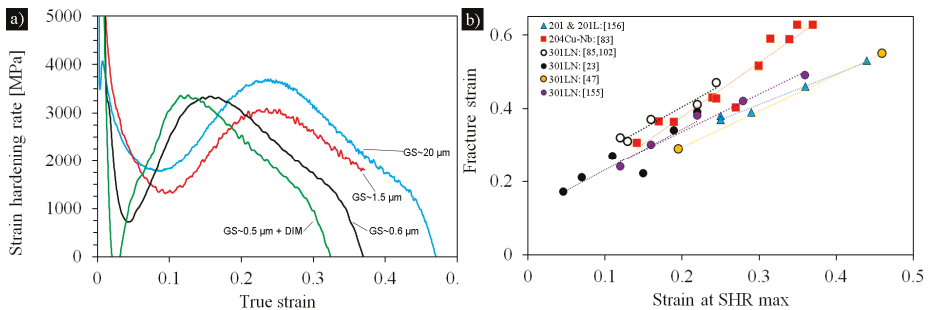 a)
Strain hardening rate [MPa]
5000
4000
3000
2000
1000
0
0
0.1
0.2
0.3
0.4
0.
True strain
GS~20 µm
GS~1.5 µm
GS~0.6 µm
GS~0.5 µm + DIM
b)
Fracture strain
0.6
0.4
0.2
0
0
0.1
0.2
0.3
0.4
0.5
Strain at SHR max
201 & 201L: [156]
204Cu-Nb: [83]
301LN: [85,102]
301LN: [23]
301LN: [47]
301LN: [155]